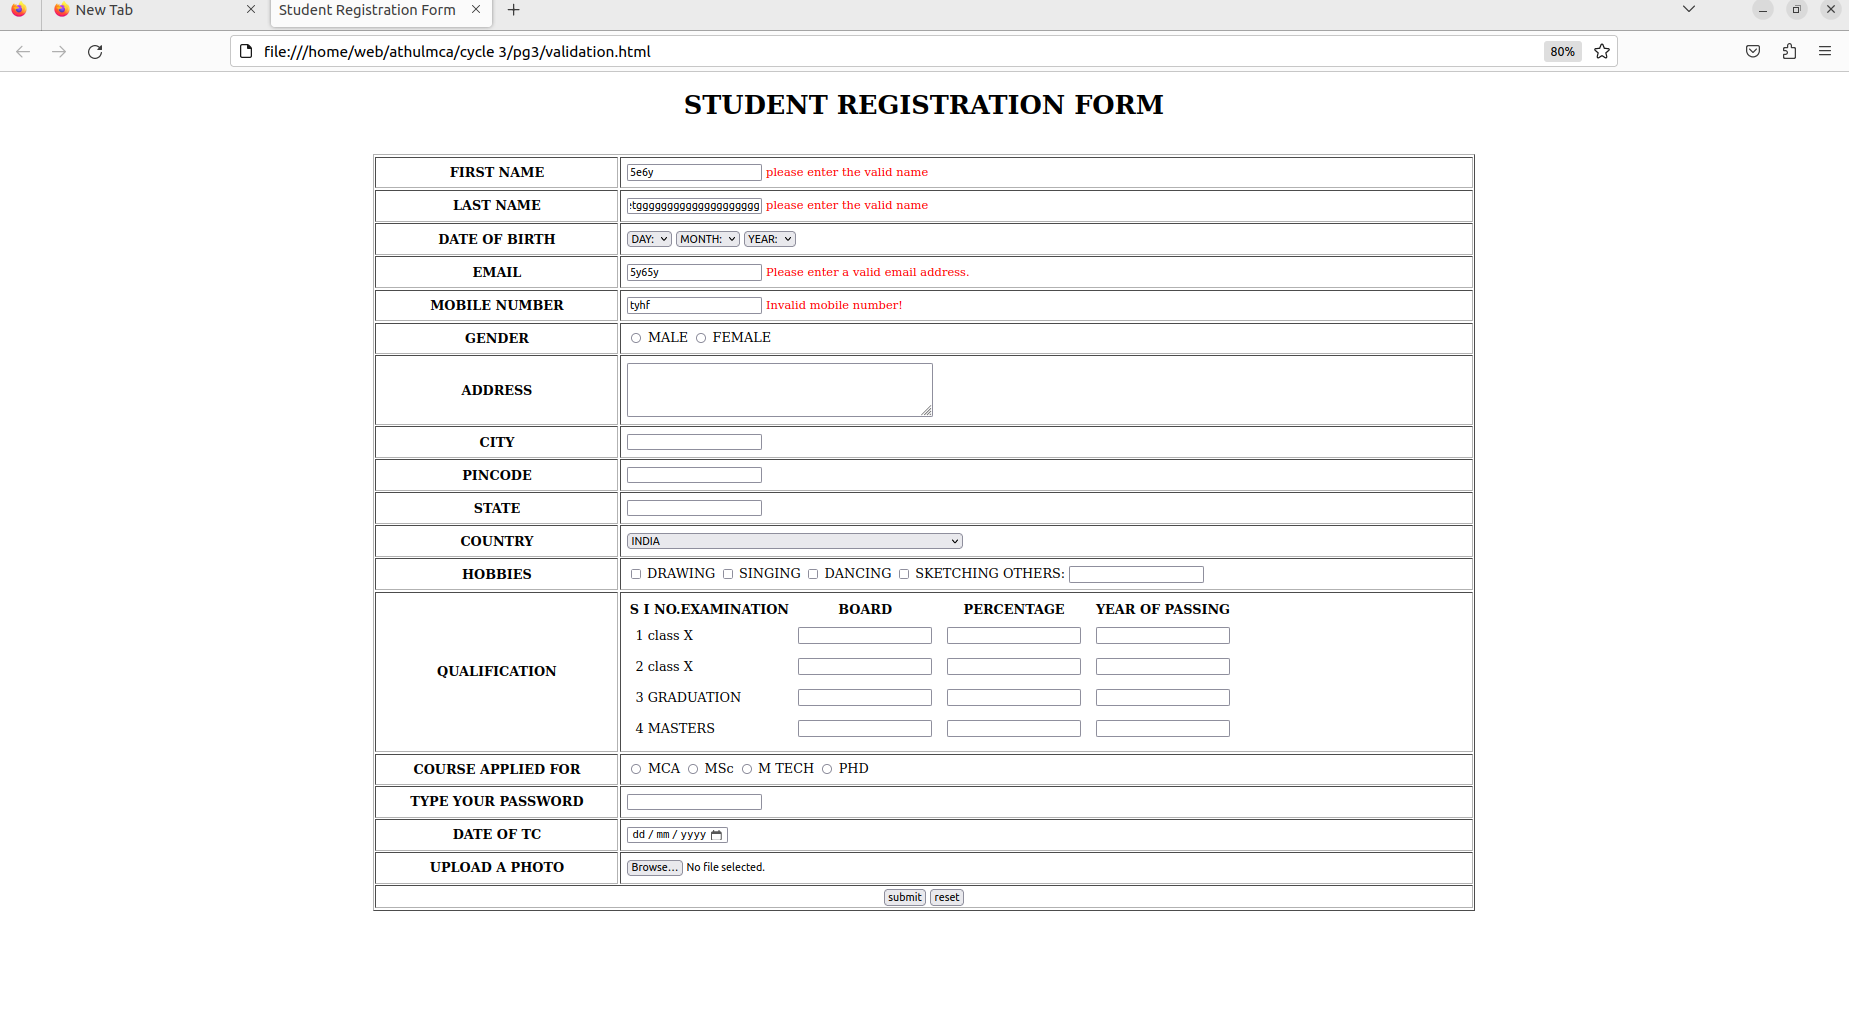 New Tab
Student Registration Form
file:///home/web/athulmca/cycle 3/pg3/validation.html
80%
STUDENT REGISTRATION FORM
FIRST NAME 5e6y please enter the valid name
LAST NAME please enter the valid name
DATE OF BIRTH DAY: MONTH: YEAR:
EMAIL 5y65y Please enter a valid email address.
MOBILE NUMBER tyhf Invalid mobile number!
GENDER MALE FEMALE
ADDRESS
CITY
PINCODE
STATE
COUNTRY INDIA
HOBBIES DRAWING SINGING DANCING SKETCHING OTHERS:
QUALIFICATION
S I NO.EXAMINATION BOARD PERCENTAGE YEAR OF PASSING
1 class X
2 class X
3 GRADUATION
4 MASTERS
COURSE APPLIED FOR MCA MSc M TECH PHD
TYPE YOUR PASSWORD
DATE OF TC dd / mm / yyyy
UPLOAD A PHOTO Browse... No file selected.
submit reset